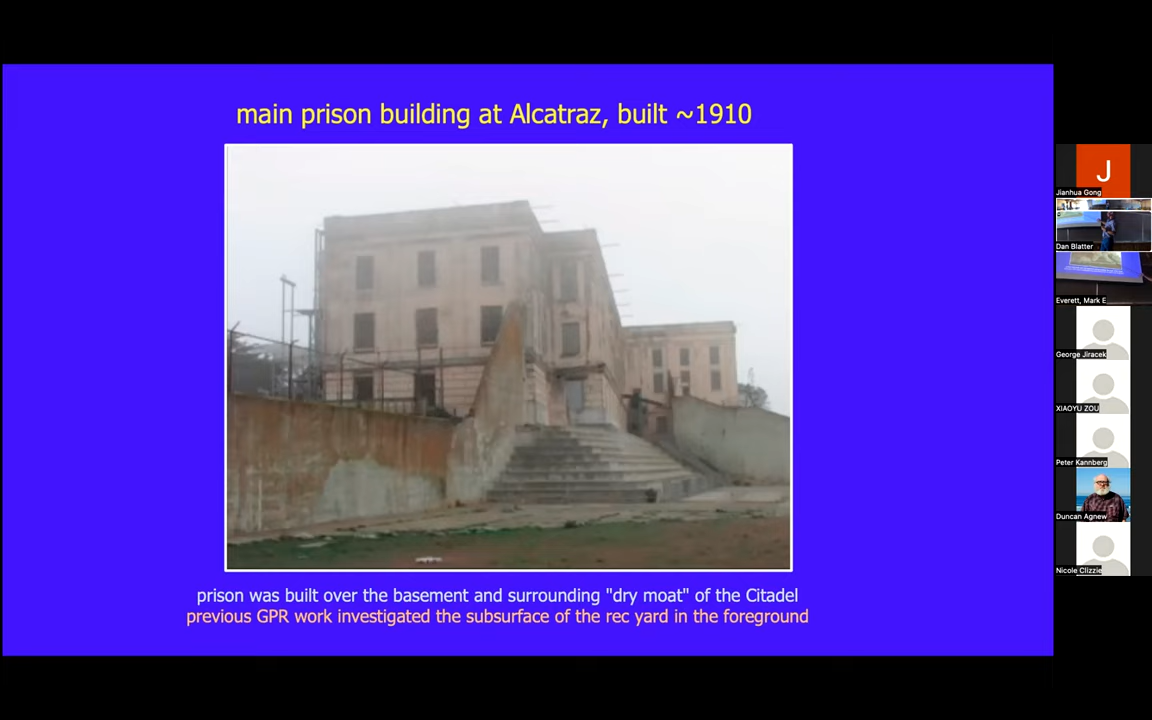 main prison building at Alcatraz, built ~1910
prison was built over the basement and surrounding "dry moat" of the Citadel
previous GPR work investigated the subsurface of the rec yard in the foreground
J
Jianhua Gong
Dan Blatter
Everett, Mark E
George Jiracek
XIAOYU ZOU
Peter Kannberg
Duncan Agnew
Nicole Clizzie